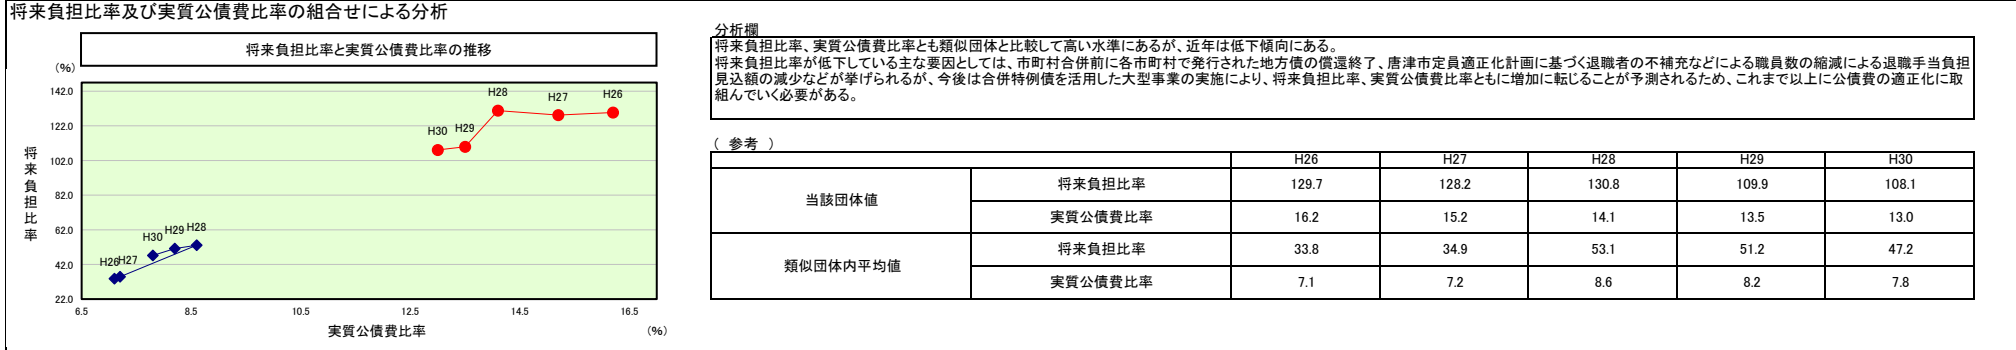 将来負担比率及び実質公債費比率の組合せによる分析
将来負担比率と実質公債費比率の推移
(%)
142.0
122.0
102.0
82.0
62.0
42.0
22.0
将来負担比率
H28
H27
H26
H30
H29
H30
H29
H28
H26
H27
6.5
8.5
10.5
12.5
14.5
16.5
実質公債費比率
(%)
分析欄
将来負担比率、実質公債費比率とも類似団体と比較して高い水準にあるが、近年は低下傾向にある。
将来負担比率が低下している主な要因としては、市町村合併前に各市町村で発行された地方債の償還終了、唐津市定員適正化計画に基づく退職者の不補充などによる職員数の縮減による退職手当負担
見込額の減少などが挙げられるが、今後は合併特例債を活用した大型事業の実施により、将来負担比率、実質公債費比率ともに増加に転じることが予測されるため、これまで以上に公債費の適正化に取
組んでいく必要がある。
( 参考 )
H26 H27 H28 H29 H30
当該団体値
将来負担比率 129.7 128.2 130.8 109.9 108.1
実質公債費比率 16.2 15.2 14.1 13.5 13.0
類似団体内平均値
将来負担比率 33.8 34.9 53.1 51.2 47.2
実質公債費比率 7.1 7.2 8.6 8.2 7.8